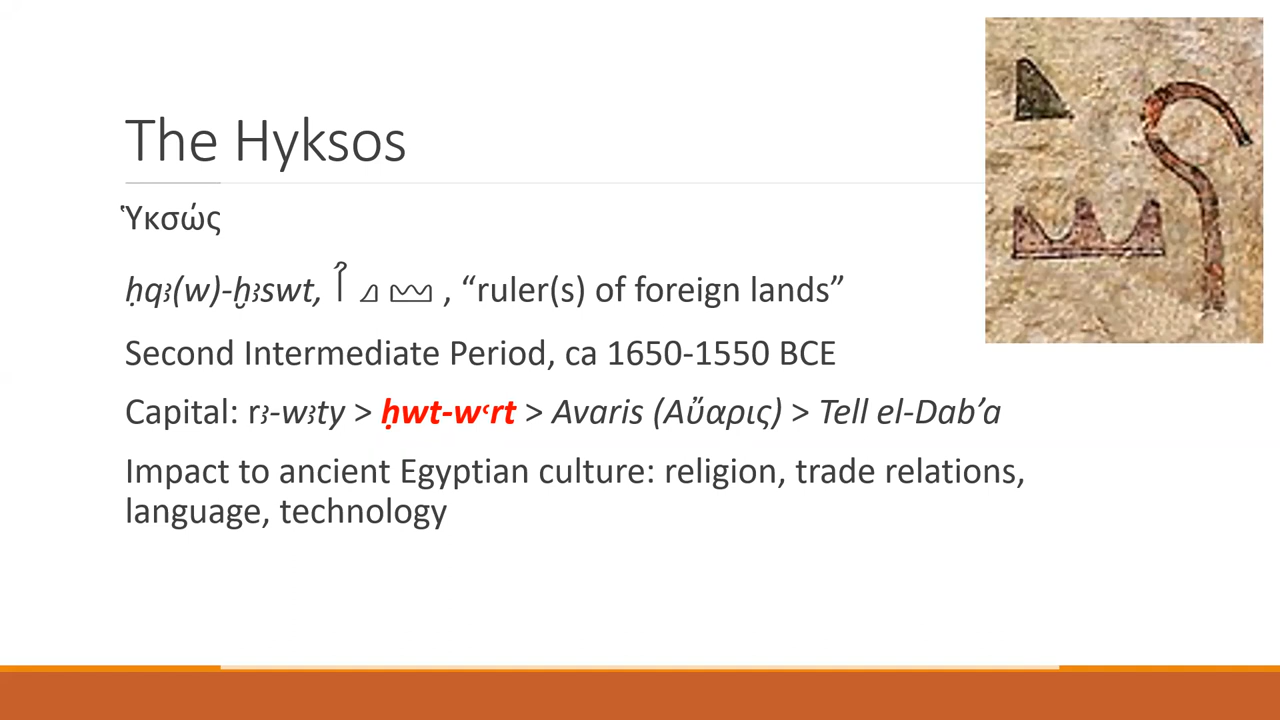 The Hyksos
Ὑκσώς
ḥqꜣ(w)-ḫꜣswt, 𓋾 𓈎 𓈉 , “ruler(s) of foreign lands”
Second Intermediate Period, ca 1650-1550 BCE
Capital: rꜣ-wꜣty > ḥwt-wꜥrt > Avaris (Αὔαρις) > Tell el-Dab’a
Impact to ancient Egyptian culture: religion, trade relations,
language, technology